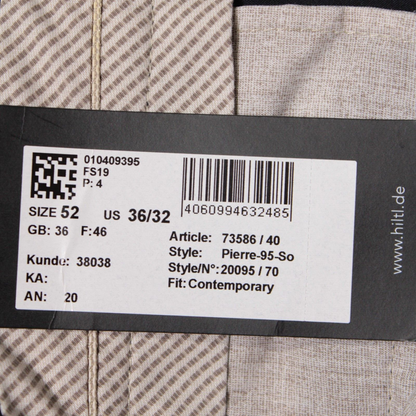 010409395
FS19
P: 4
4060994632485
SIZE 52 US 36/32
GB: 36 F: 46
Article: 73586 / 40
Style: Pierre-95-So
Style/N°: 20095 / 70
Fit: Contemporary
Kunde: 38038
KA:
AN: 20
www.hiltl.de